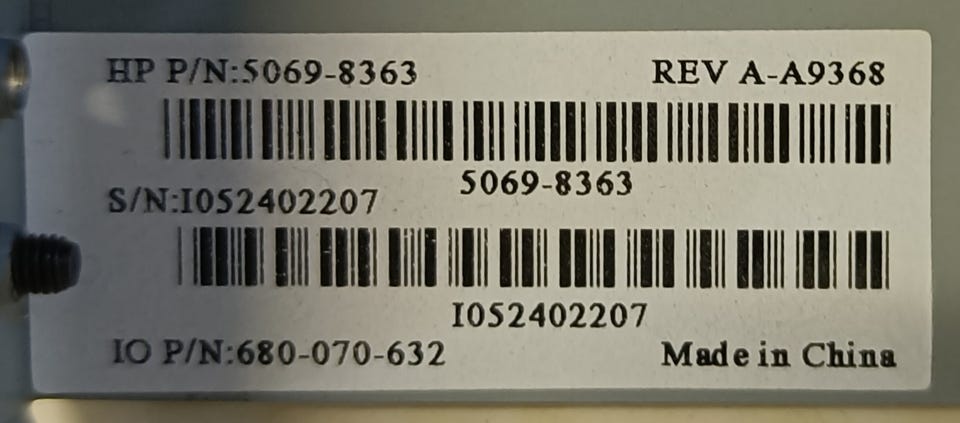 HP P/N:5069-8363 REV A-A9368
5069-8363
S/N:I052402207
I052402207
IO P/N:680-070-632 Made in China